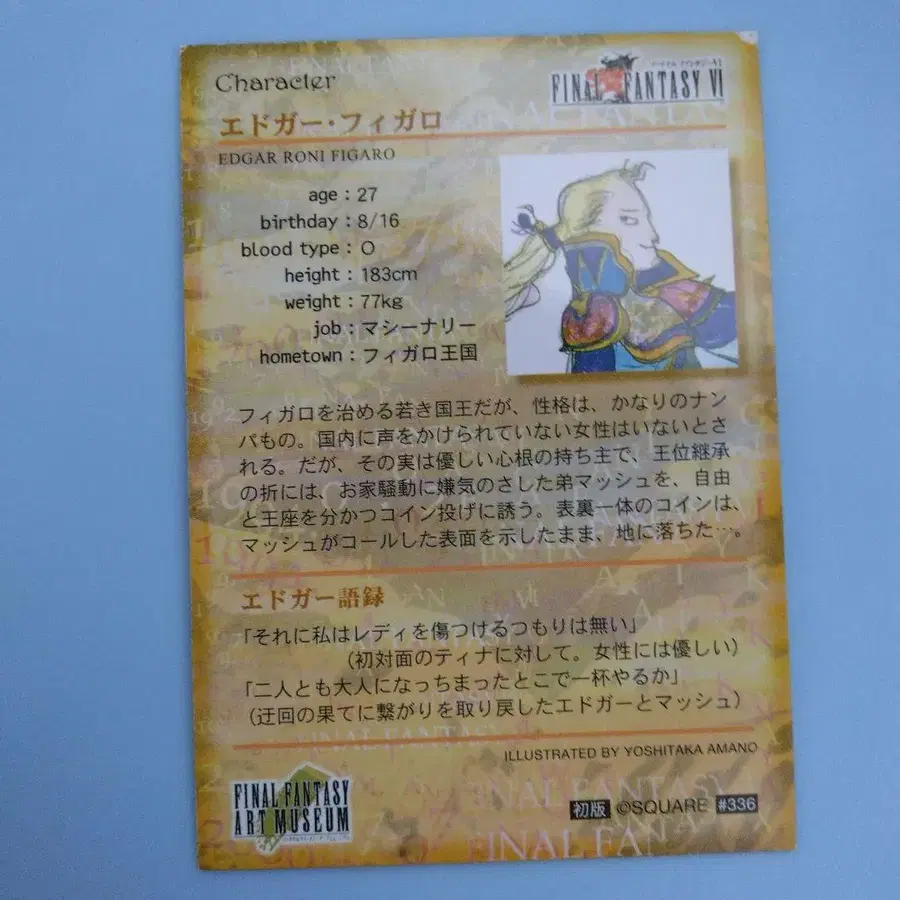 Character
ファイナルファンタジーVI
FINAL FANTASY VI
エドガー・フィガロ
EDGAR RONI FIGARO
age：27
birthday：8/16
blood type：O
height：183cm
weight：77kg
job：マシーナリー
hometown：フィガロ王国
フィガロを治める若き国王だが、性格は、かなりのナン
パもの。国内に声をかけられていない女性はいないとさ
れる。だが、その実は優しい心根の持ち主で、王位継承
の折には、お家騒動に嫌気のさした弟マッシュを、自由
と王座を分かつコイン投げに誘う。表裏一体のコインは、
マッシュがコールした表面を示したまま、地に落ちた…。
エドガー語録
「それに私はレディを傷つけるつもりは無い」
（初対面のティナに対して。女性には優しい）
「二人とも大人になっちまったとこで一杯やるか」
（迂回の果てに繋がりを取り戻したエドガーとマッシュ）
ILLUSTRATED BY YOSHITAKA AMANO
FINAL FANTASY
ART MUSEUM
初版 ©SQUARE #336